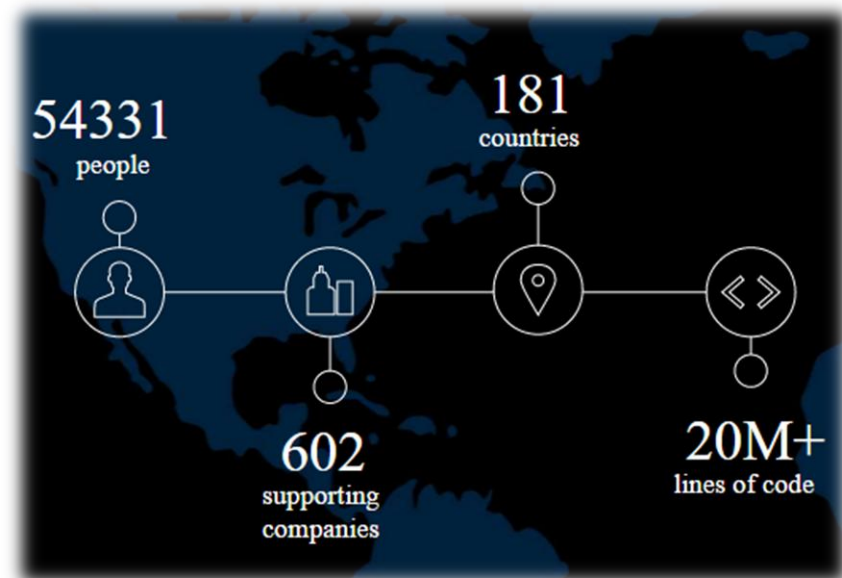 54331
people
602
supporting
companies
181
countries
20M+
lines of code